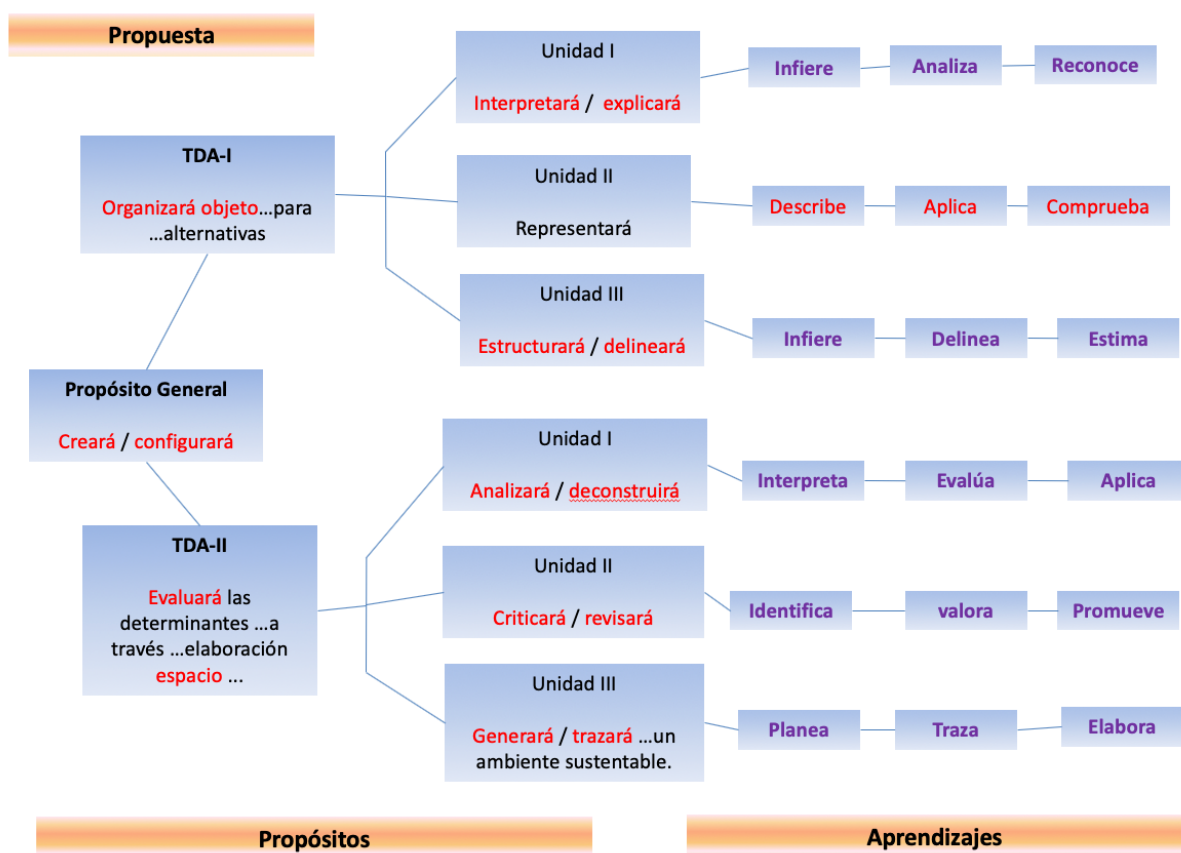 Propuesta
TDA-I
Organizará objeto...para
...alternativas
Propósito General
Creará / configurará
TDA-II
Evaluará las
determinantes ...a
través ...elaboración
espacio ...
Unidad I
Interpretará / explicará
Infiere
Analiza
Reconoce
Unidad II
Representará
Describe
Aplica
Comprueba
Unidad III
Estructurará / delineará
Infiere
Delinea
Estima
Unidad I
Analizará / deconstruirá
Interpreta
Evalúa
Aplica
Unidad II
Criticará / revisará
Identifica
valora
Promueve
Unidad III
Generará / trazará ...un
ambiente sustentable.
Planea
Traza
Elabora
Propósitos
Aprendizajes